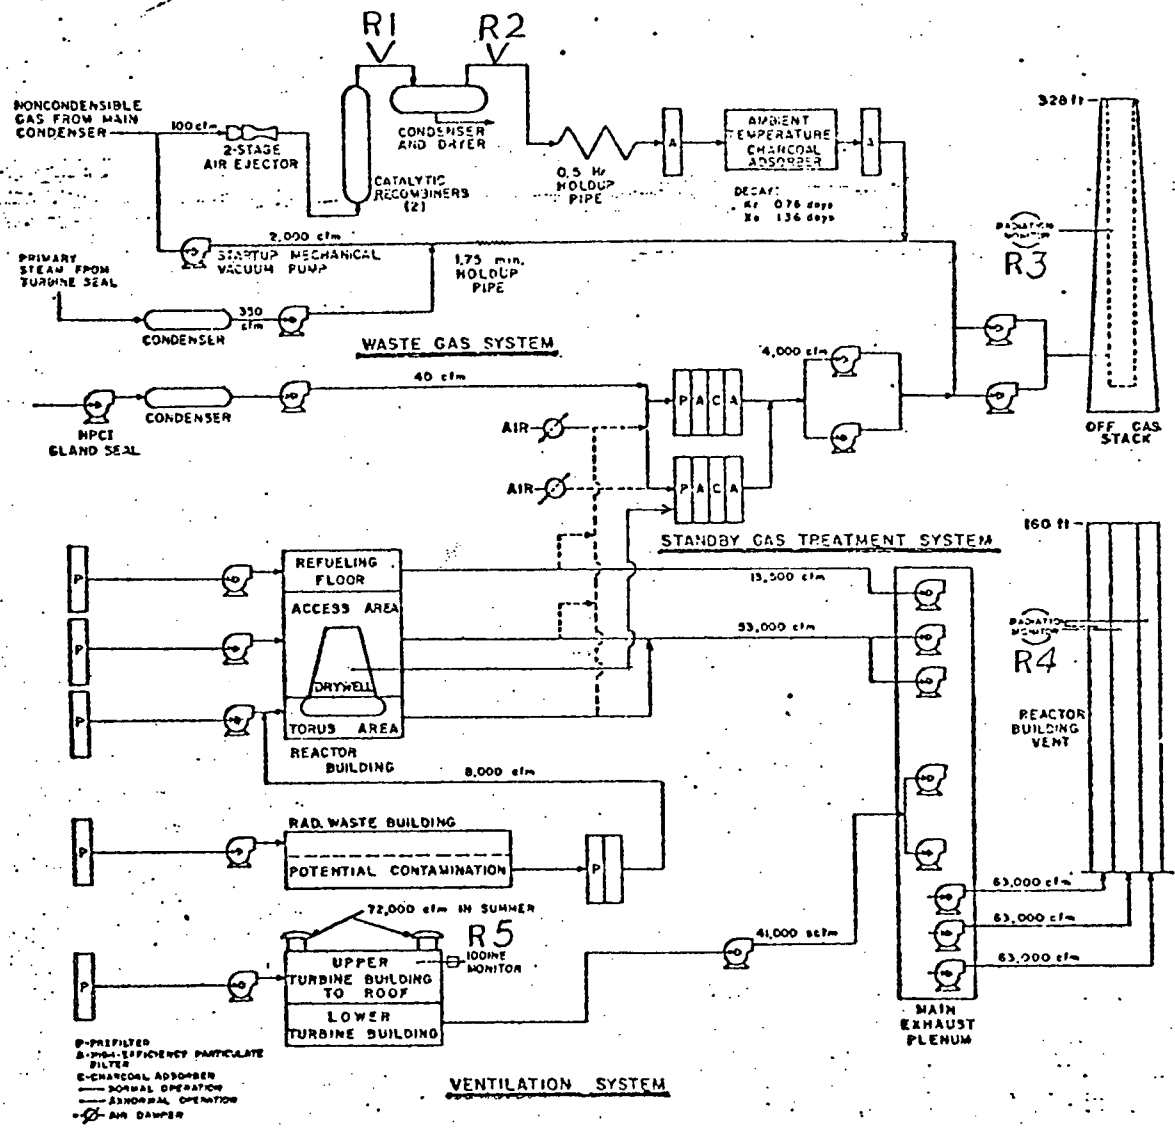 R1
R2
NONCONDENSIBLE
GAS FROM MAIN
CONDENSER
100 cfm
2-STAGE
AIR EJECTOR
CONDENSER
AND DRYER
CATALYTIC
RECOMBINERS
(2)
0.5 Hr
HOLDUP
PIPE
A
AMBIENT
TEMPERATURE
CHARCOAL
ADSORBER
A
DECAY:
Kr 0.76 days
Xe 13.6 days
328 ft
RADIATION
MONITOR
R3
2,000 cfm
STARTUP MECHANICAL
VACUUM PUMP
1.75 min.
HOLDUP
PIPE
PRIMARY
STEAM FROM
TURBINE SEAL
350
cfm
CONDENSER
WASTE GAS SYSTEM
40 cfm
CONDENSER
HPCI
GLAND SEAL
4,000 cfm
P A C A
AIR
AIR
P A C A
OFF GAS
STACK
STANDBY GAS TREATMENT SYSTEM
160 ft
P
REFUELING
FLOOR
13,500 cfm
ACCESS AREA
P
53,000 cfm
RADIATION
MONITOR
R4
DRYWELL
P
TORUS AREA
REACTOR
BUILDING
REACTOR
BUILDING
VENT
8,000 cfm
RAD. WASTE BUILDING
P
POTENTIAL CONTAMINATION
P
63,000 cfm
72,000 cfm IN SUMMER
R5
IODINE
MONITOR
63,000 cfm
41,000 scfm
P
UPPER
TURBINE BUILDING
TO ROOF
63,000 cfm
LOWER
TURBINE BUILDING
MAIN
EXHAUST
PLENUM
P-PREFILTER
A-HIGH-EFFICIENCY PARTICULATE
FILTER
C-CHARCOAL ADSORBER
NORMAL OPERATION
ABNORMAL OPERATION
AIR DAMPER
VENTILATION SYSTEM